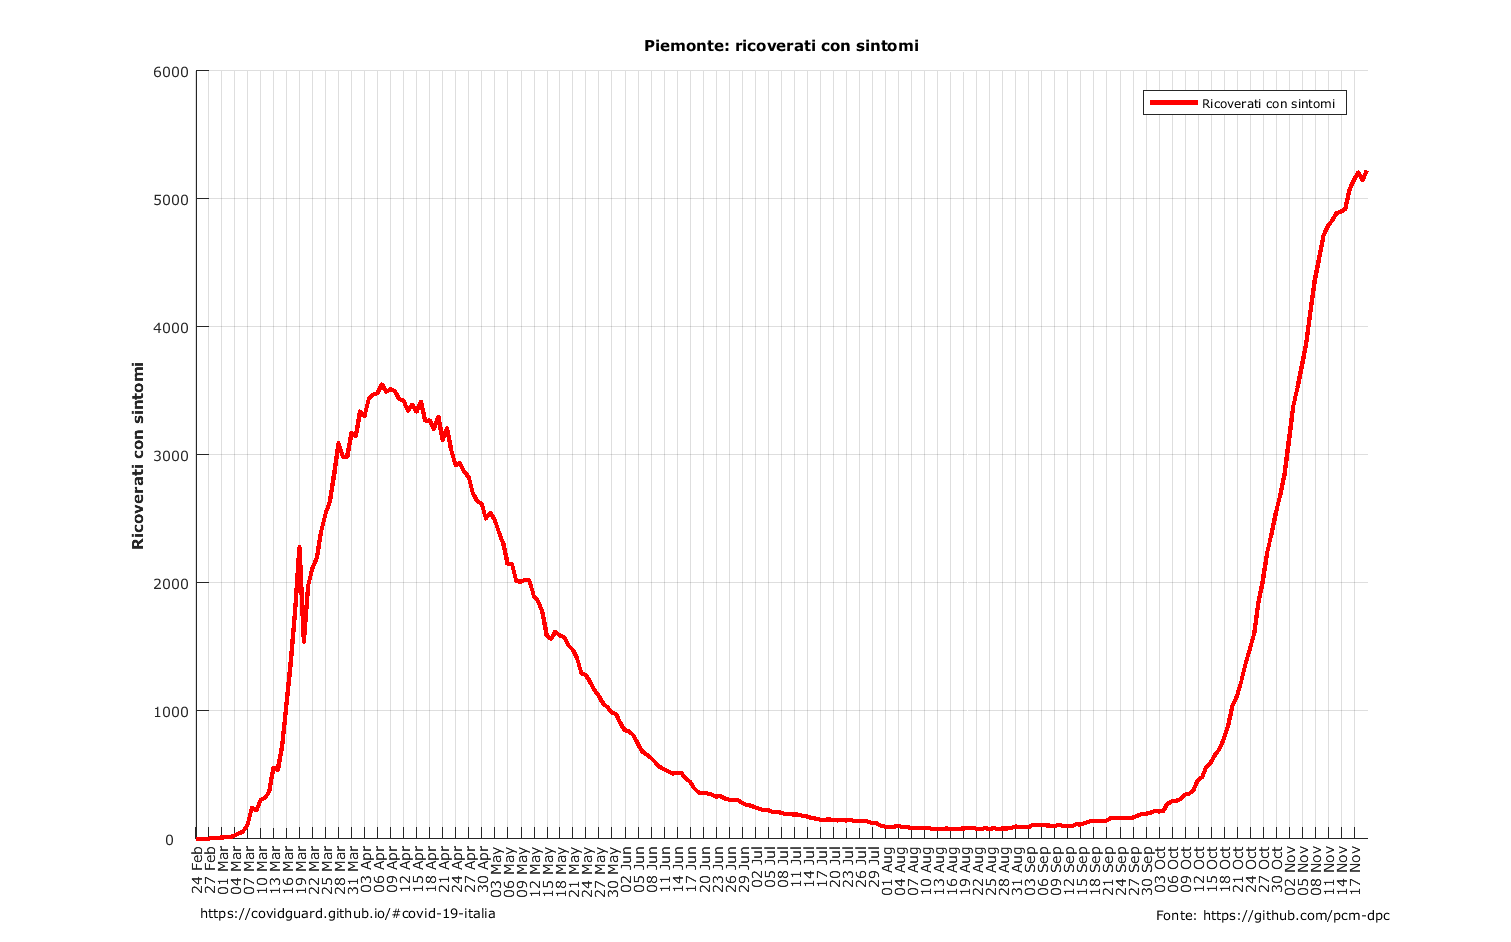 Piemonte: ricoverati con sintomi
6000
5000
4000
3000
2000
1000
0
Ricoverati con sintomi
Ricoverati con sintomi
24 Feb
27 Feb
01 Mar
04 Mar
07 Mar
10 Mar
13 Mar
16 Mar
19 Mar
22 Mar
25 Mar
28 Mar
31 Mar
03 Apr
06 Apr
09 Apr
12 Apr
15 Apr
18 Apr
21 Apr
24 Apr
27 Apr
30 Apr
03 May
06 May
09 May
12 May
15 May
18 May
21 May
24 May
27 May
30 May
02 Jun
05 Jun
08 Jun
11 Jun
14 Jun
17 Jun
20 Jun
23 Jun
26 Jun
29 Jun
02 Jul
05 Jul
08 Jul
11 Jul
14 Jul
17 Jul
20 Jul
23 Jul
26 Jul
29 Jul
01 Aug
04 Aug
07 Aug
10 Aug
13 Aug
16 Aug
19 Aug
22 Aug
25 Aug
28 Aug
31 Aug
03 Sep
06 Sep
09 Sep
12 Sep
15 Sep
18 Sep
21 Sep
24 Sep
27 Sep
30 Sep
03 Oct
06 Oct
09 Oct
12 Oct
15 Oct
18 Oct
21 Oct
24 Oct
27 Oct
30 Oct
02 Nov
05 Nov
08 Nov
11 Nov
14 Nov
17 Nov
https://covidguard.github.io/#covid-19-italia
Fonte: https://github.com/pcm-dpc